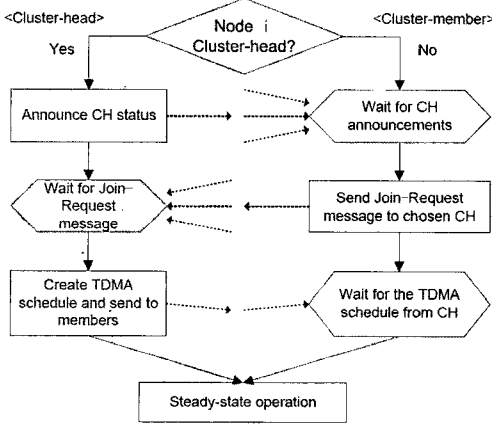 <Cluster-head>
<Cluster-member>
Node i
Cluster-head?
Yes
No
Announce CH status
Wait for CH
announcements
Wait for Join-
Request
message
Send Join-Request
message to chosen CH
Create TDMA
schedule and send to
members
Wait for the TDMA
schedule from CH
Steady-state operation